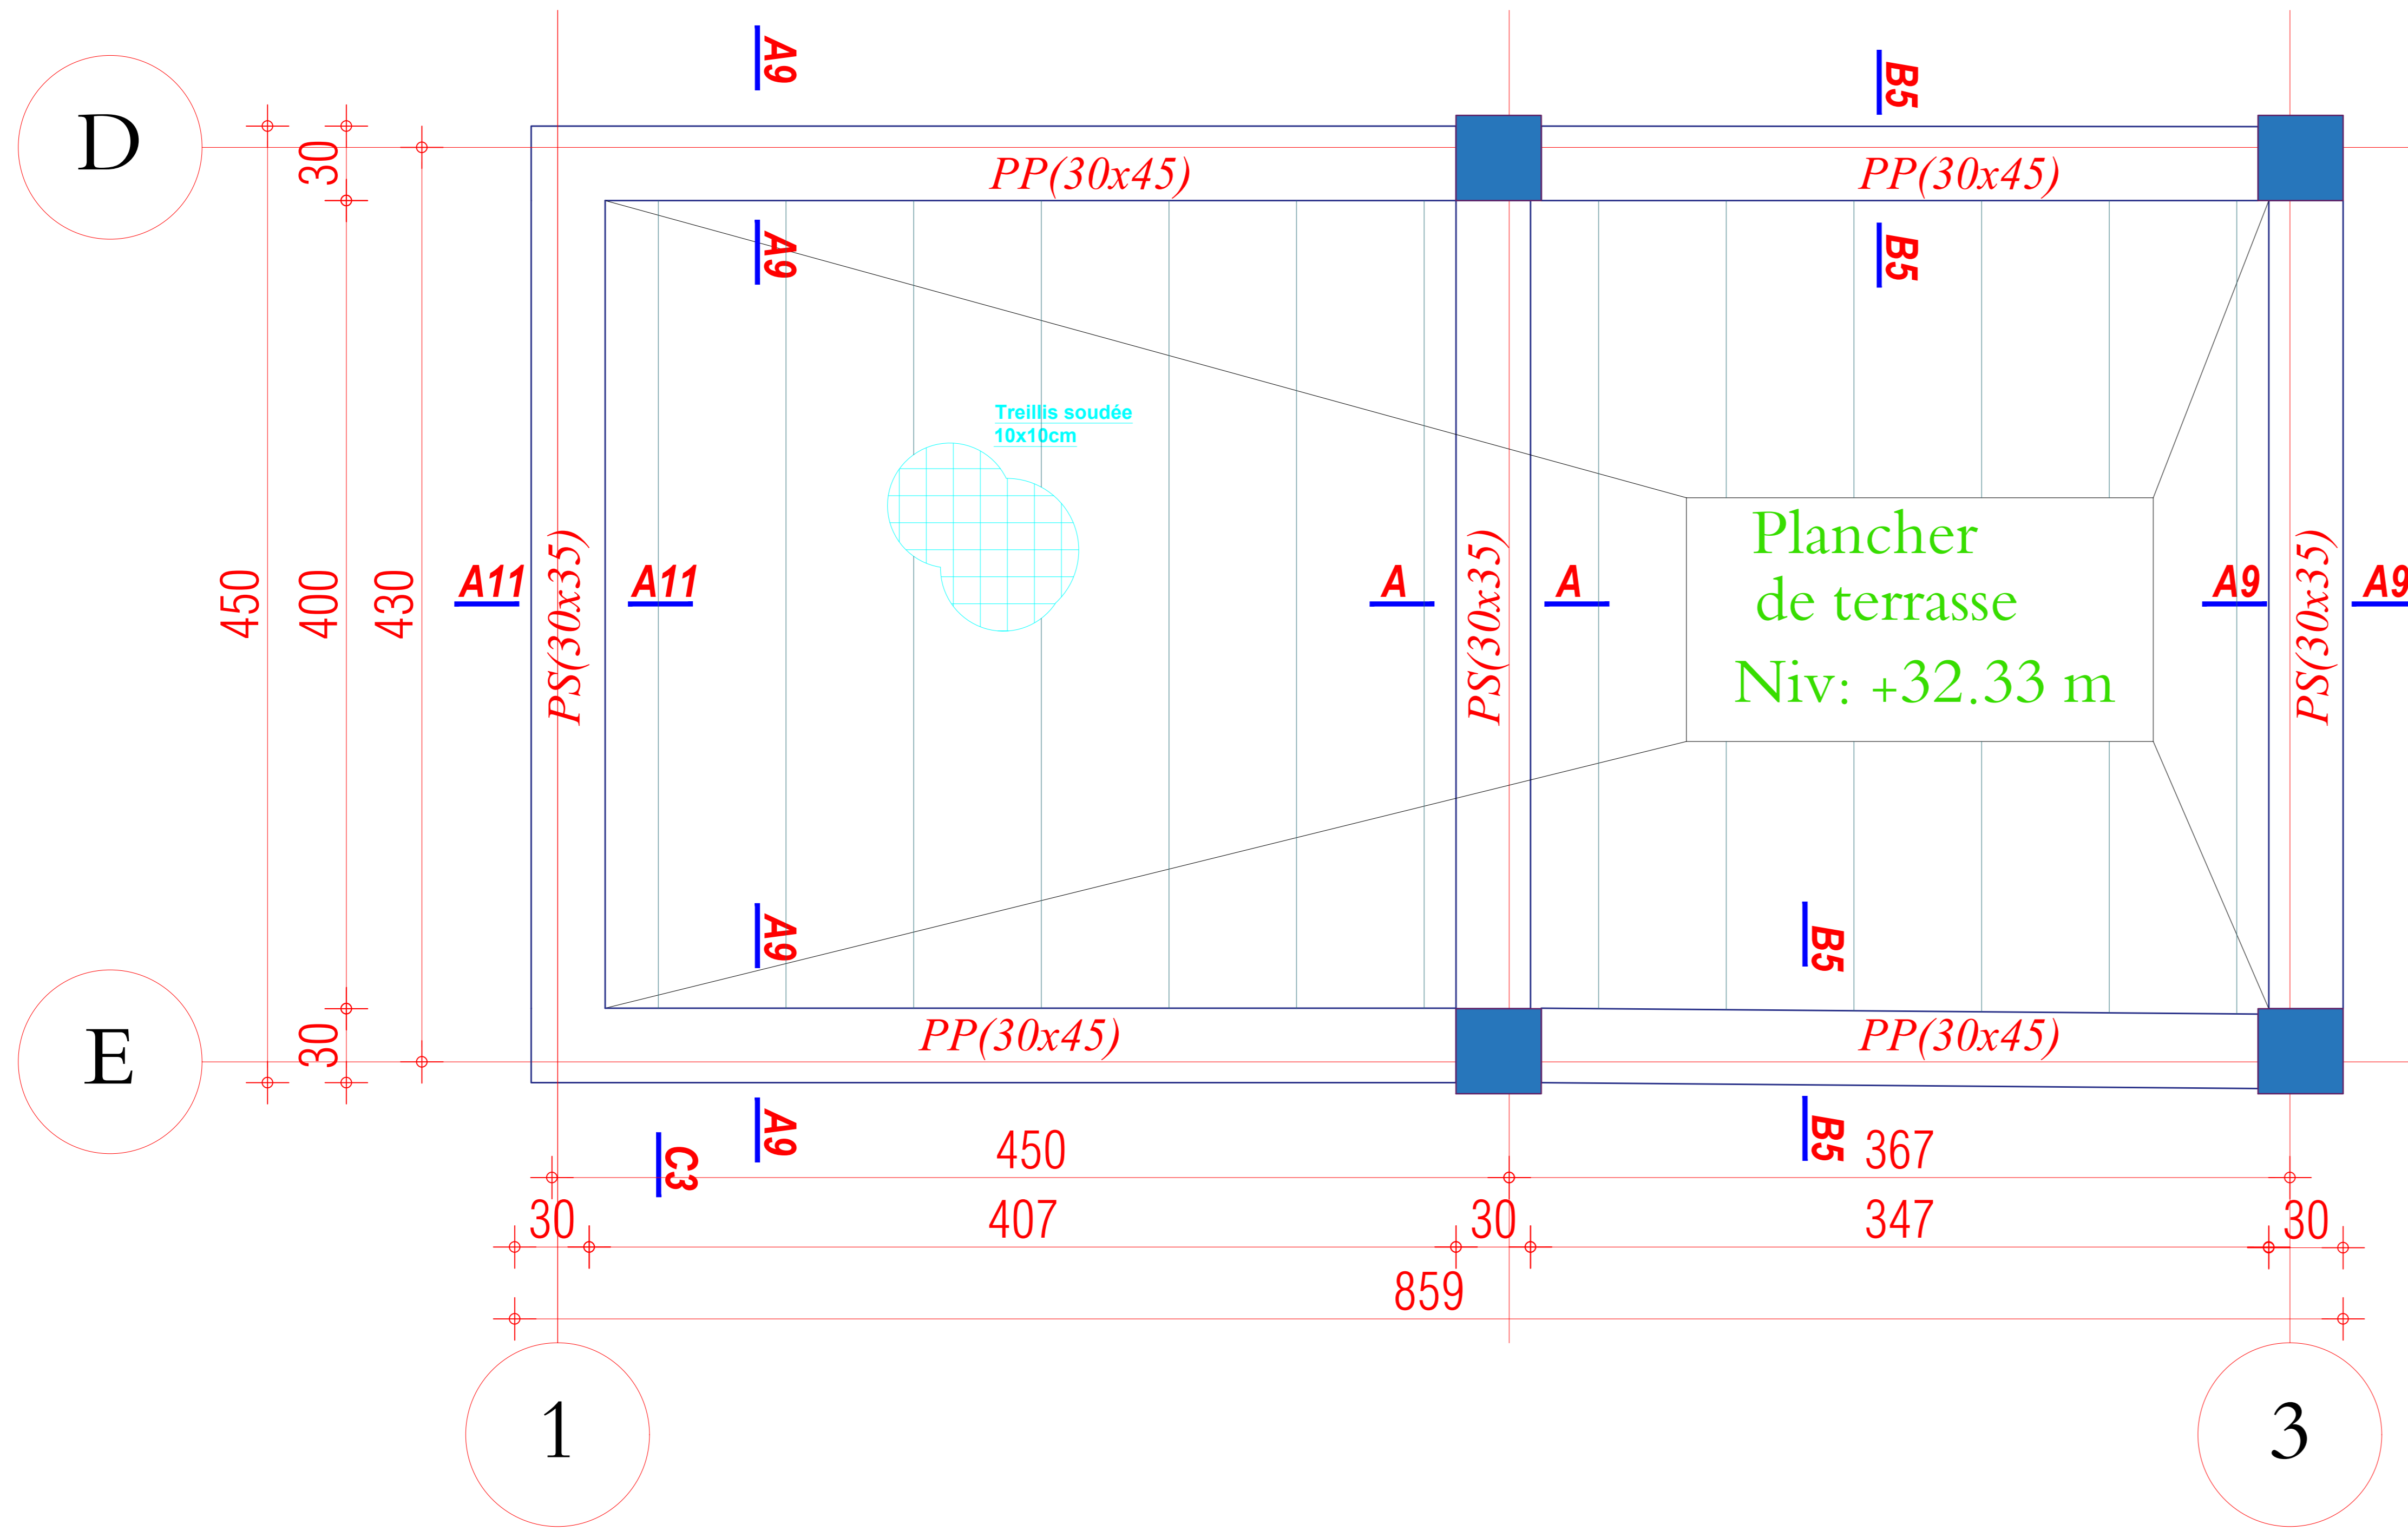 A9
B5
D
30
PP(30x45)
PP(30x45)
A9
B5
Treillis soudée
10x10cm
Plancher
de terrasse
Niv: +32.33 m
450
400
430
A11
PS(30x35)
A11
A
PS(30x35)
A
A9
PS(30x35)
A9
A9
B5
E
30
PP(30x45)
PP(30x45)
A9
B5
C3
450
367
30
407
30
347
30
859
1
3